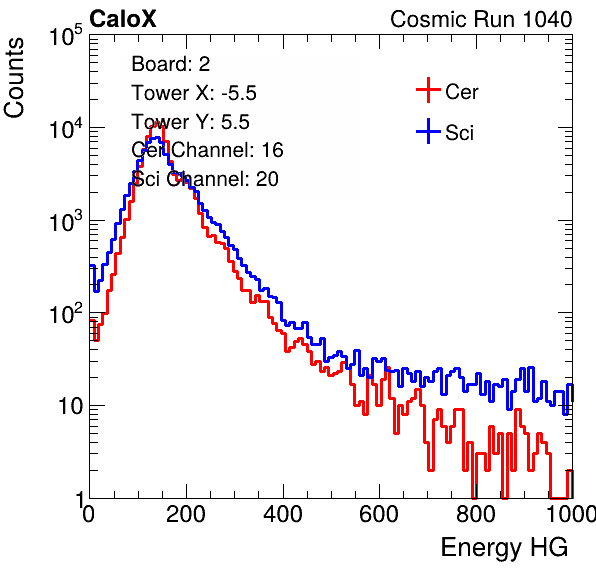 CaloX Cosmic Run 1040
Counts
Board: 2
Tower X: -5.5
Tower Y: 5.5
Cer Channel: 16
Sci Channel: 20
Cer
Sci
10^5
10^4
10^3
10^2
10
1
0 200 400 600 800 1000
Energy HG